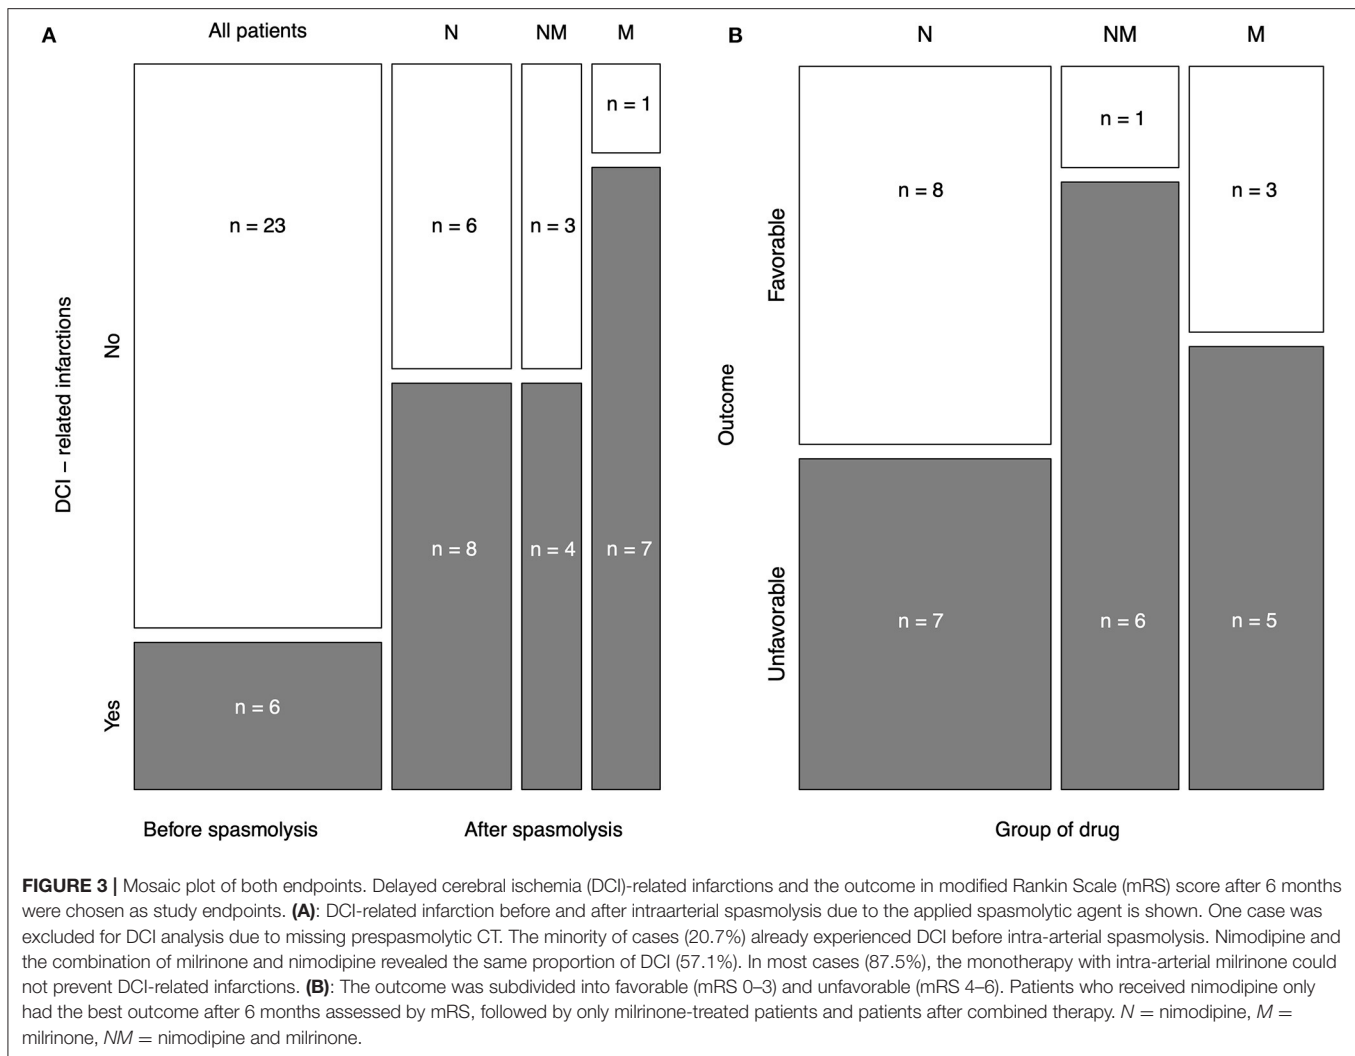 A
All patients
N
NM
M
n = 23
n = 6
n = 3
n = 1
n = 8
n = 4
n = 7
n = 6
DCI – related infarctions
No
Yes
Before spasmolysis
After spasmolysis
B
N
NM
M
n = 8
n = 1
n = 3
n = 7
n = 6
n = 5
Outcome
Favorable
Unfavorable
Group of drug
FIGURE 3 | Mosaic plot of both endpoints. Delayed cerebral ischemia (DCI)-related infarctions and the outcome in modified Rankin Scale (mRS) score after 6 months
were chosen as study endpoints. (A): DCI-related infarction before and after intraarterial spasmolysis due to the applied spasmolytic agent is shown. One case was
excluded for DCI analysis due to missing prespasmolytic CT. The minority of cases (20.7%) already experienced DCI before intra-arterial spasmolysis. Nimodipine and
the combination of milrinone and nimodipine revealed the same proportion of DCI (57.1%). In most cases (87.5%), the monotherapy with intra-arterial milrinone could
not prevent DCI-related infarctions. (B): The outcome was subdivided into favorable (mRS 0–3) and unfavorable (mRS 4–6). Patients who received nimodipine only
had the best outcome after 6 months assessed by mRS, followed by only milrinone-treated patients and patients after combined therapy. N = nimodipine, M =
milrinone, NM = nimodipine and milrinone.